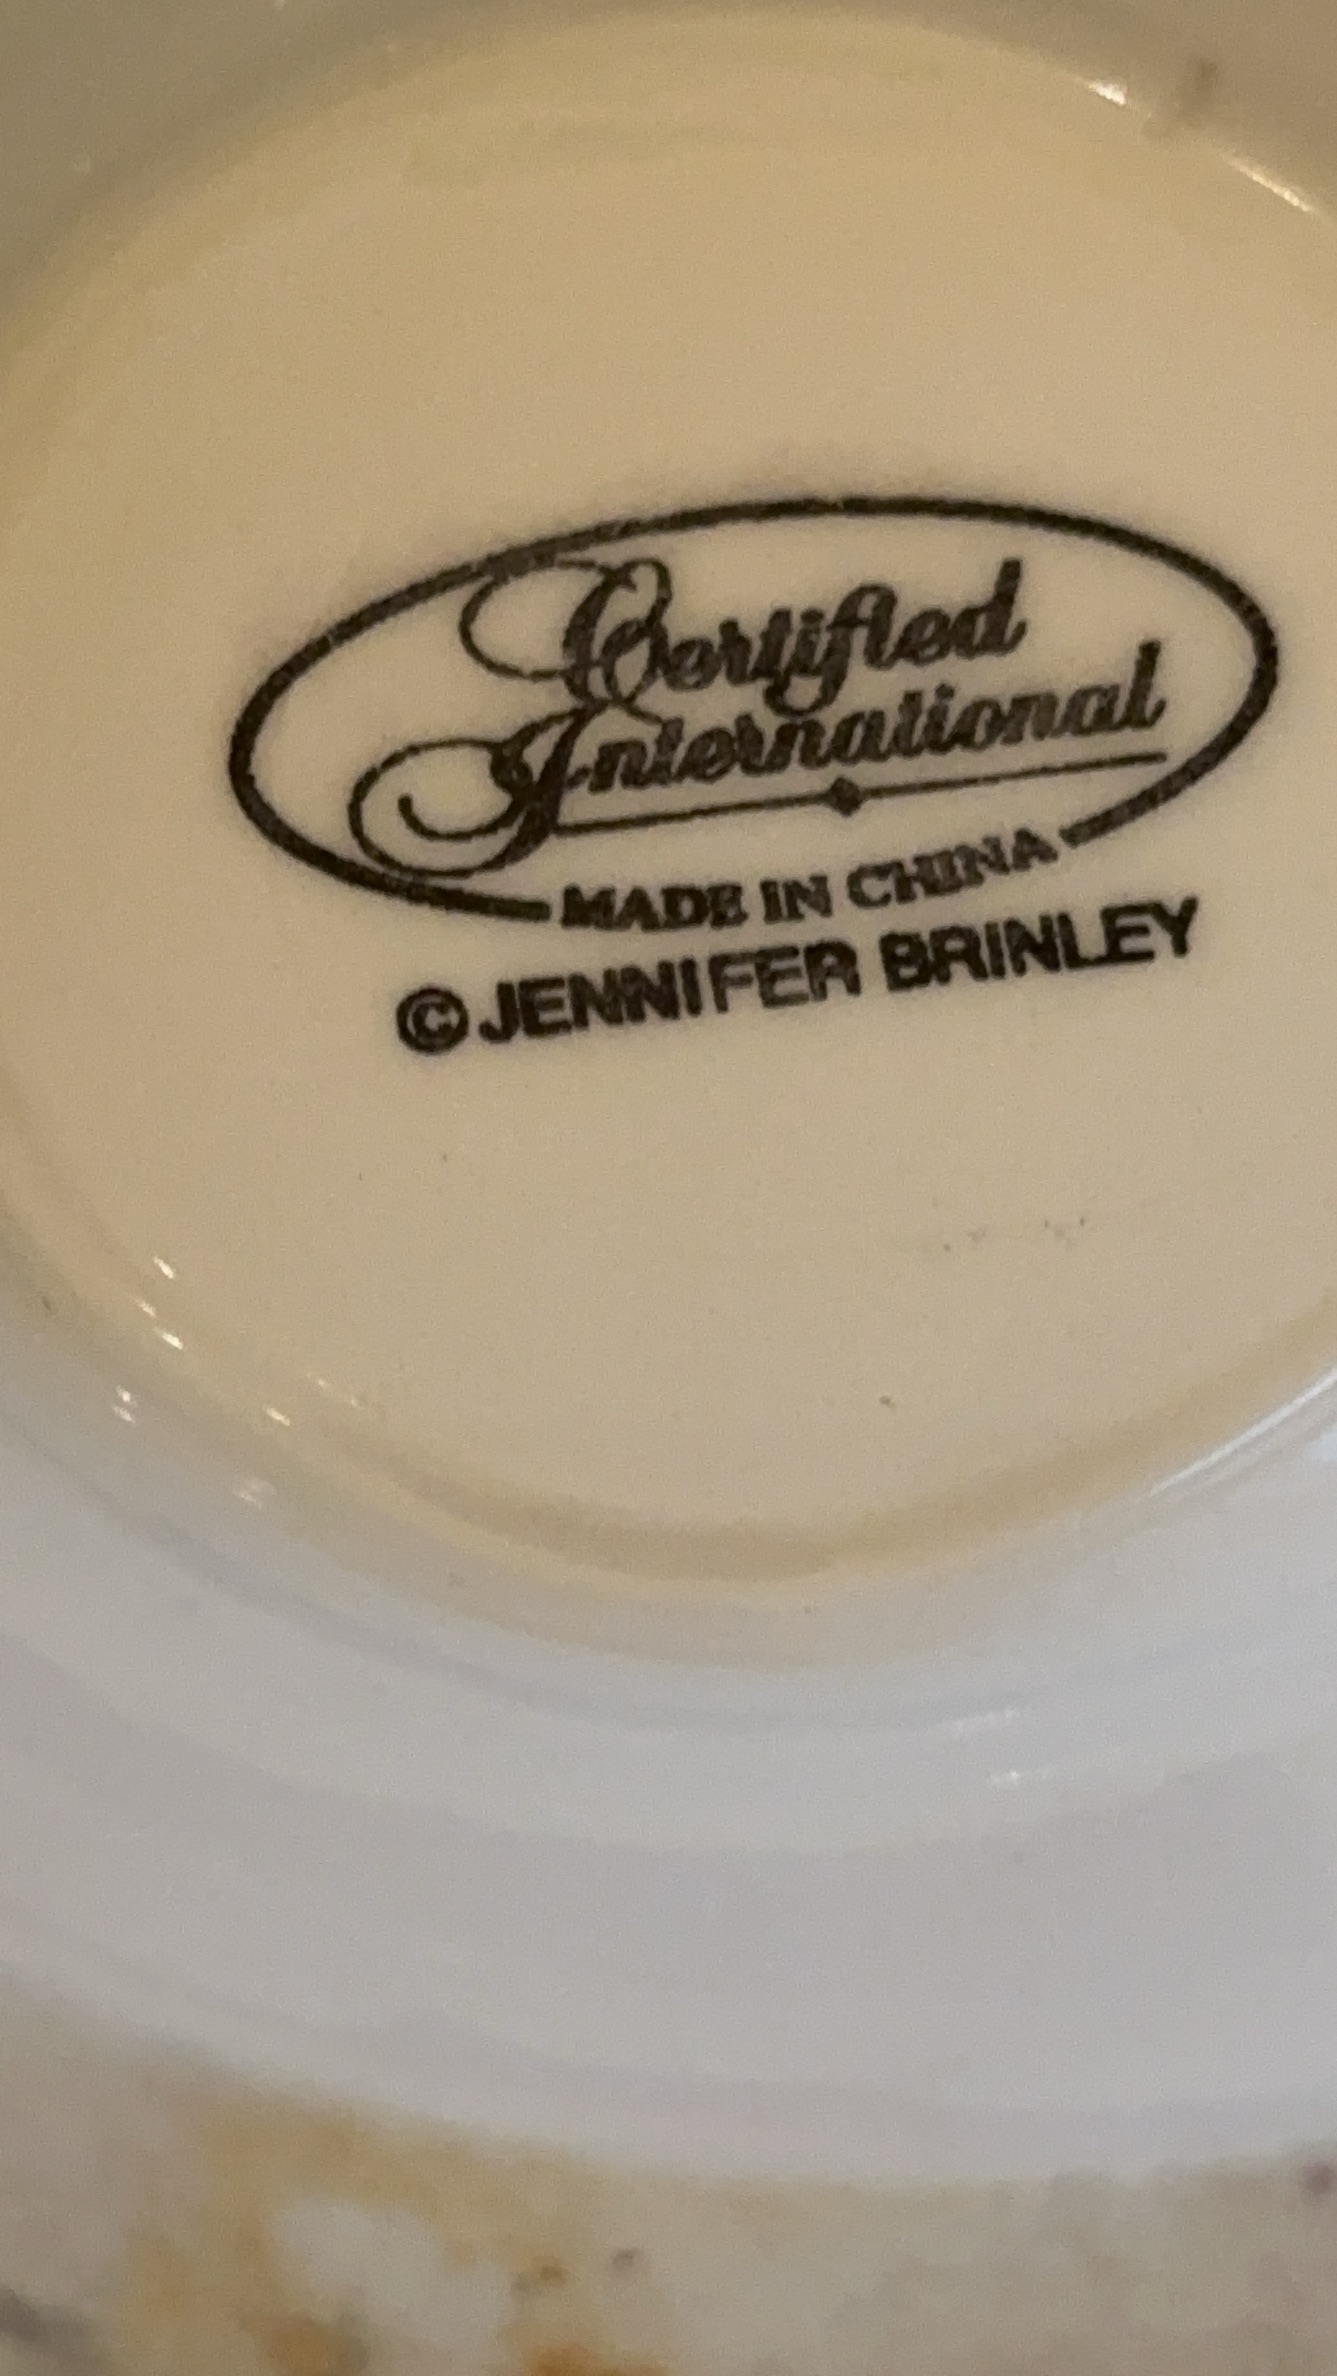 Certified
International
MADE IN CHINA
©JENNIFER BRINLEY